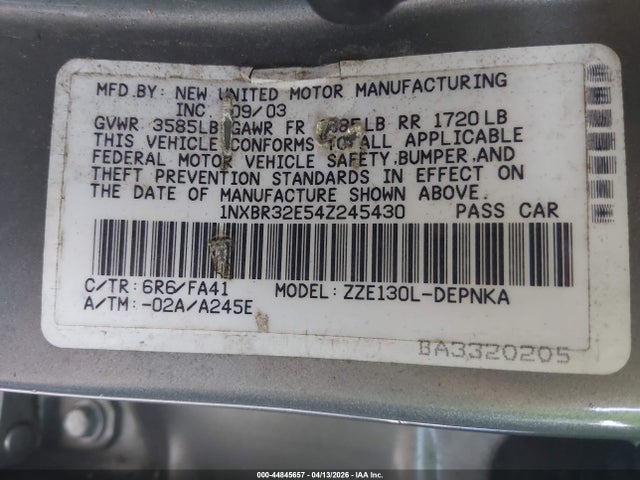 MFD.BY: NEW UNITED MOTOR MANUFACTURING
INC. 09/03
GVWR 3585LB GAWR FR LB RR 1720LB
THIS VEHICLE CONFORMS TO ALL APPLICABLE
FEDERAL MOTOR VEHICLE SAFETY,BUMPER,AND
THEFT PREVENTION STANDARDS IN EFFECT ON
THE DATE OF MANUFACTURE SHOWN ABOVE.
1NXBR32E54Z245430 PASS CAR
C/TR: 6R6/FA41 MODEL: ZZE130L-DEPNKA
A/TM: -02A/A245E
BA3320205
000-44845657 - 04/13/2026 - IAA Inc.